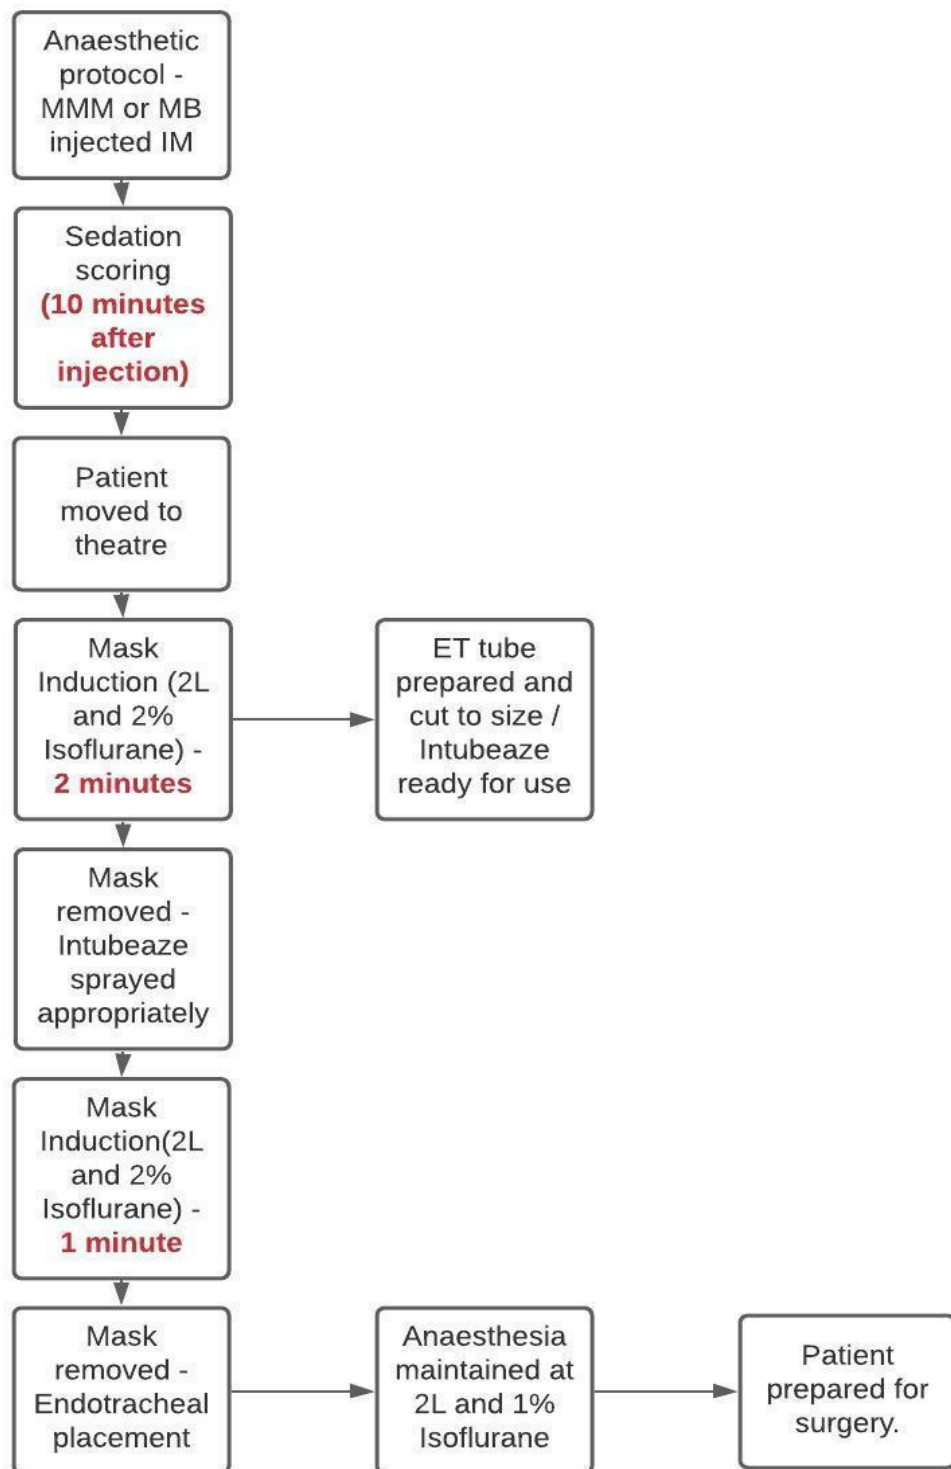 Anaesthetic
protocol -
MMM or MB
injected IM
Sedation
scoring
(10 minutes
after
injection)
Patient
moved to
theatre
Mask
Induction (2L
and 2%
Isoflurane) -
2 minutes
ET tube
prepared and
cut to size /
Intubeaze
ready for use
Mask
removed -
Intubeaze
sprayed
appropriately
Mask
Induction(2L
and 2%
Isoflurane) -
1 minute
Mask
removed -
Endotracheal
placement
Anaesthesia
maintained at
2L and 1%
Isoflurane
Patient
prepared for
surgery.